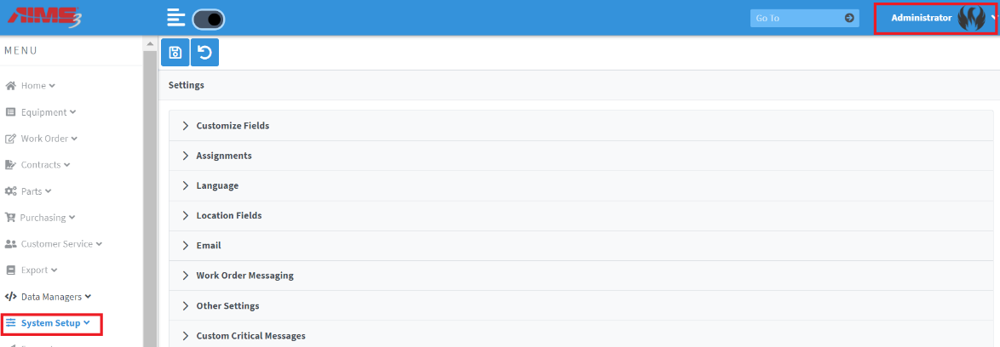 AIMS3
Go To
Administrator
MENU
Home
Equipment
Work Order
Contracts
Parts
Purchasing
Customer Service
Export
Data Managers
System Setup
Settings
Customize Fields
Assignments
Language
Location Fields
Email
Work Order Messaging
Other Settings
Custom Critical Messages